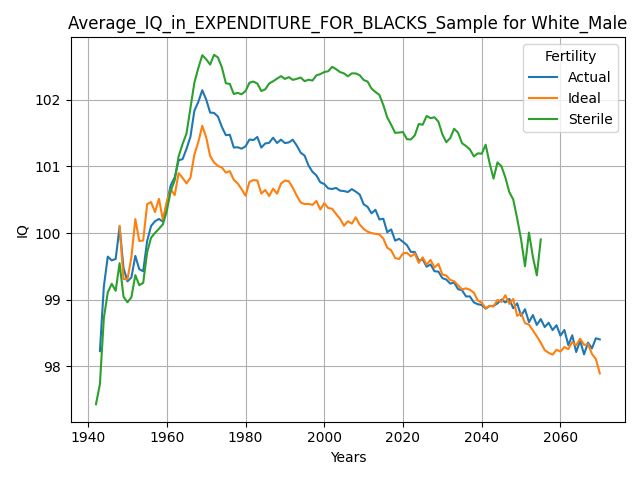 Average_IQ_in_EXPENDITURE_FOR_BLACKS_Sample for White_Male
Fertility
Actual
Ideal
Sterile
IQ
102
101
100
99
98
1940 1960 1980 2000 2020 2040 2060
Years